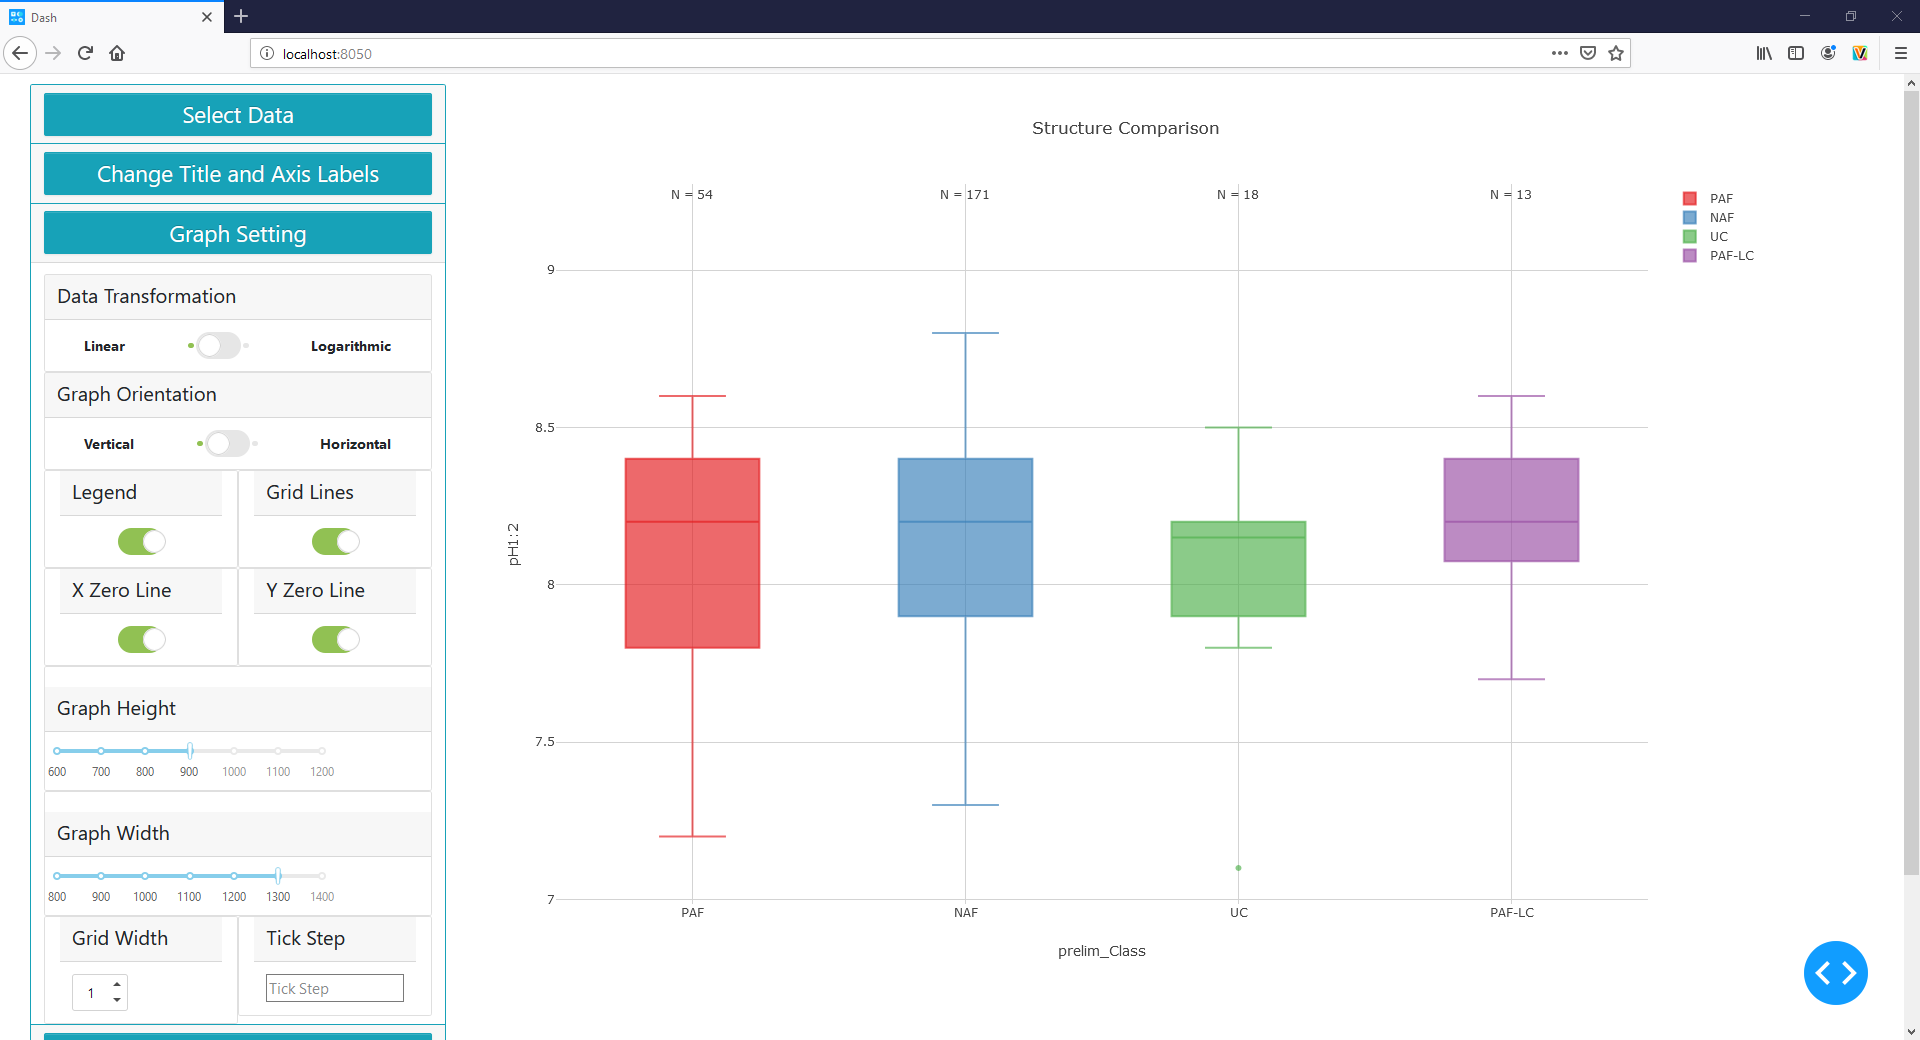 Dash
localhost:8050
Select Data
Change Title and Axis Labels
Graph Setting
Data Transformation
Linear Logarithmic
Graph Orientation
Vertical Horizontal
Legend Grid Lines
X Zero Line Y Zero Line
Graph Height
600 700 800 900 1000 1100 1200
Graph Width
800 900 1000 1100 1200 1300 1400
Grid Width Tick Step
1 Tick Step
Structure Comparison
N = 54 N = 171 N = 18 N = 13
PAF
NAF
UC
PAF-LC
9
8.5
8
7.5
7
pH1:2
PAF NAF UC PAF-LC
prelim_Class